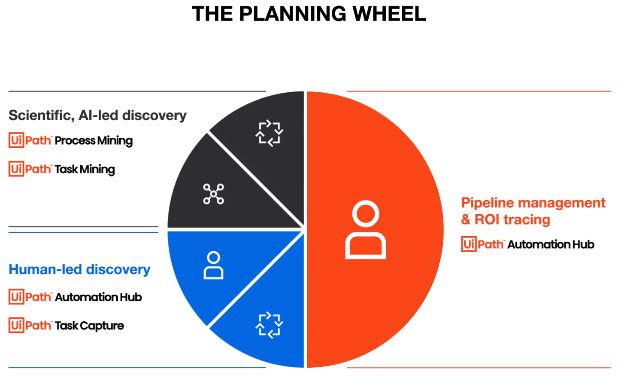 THE PLANNING WHEEL
Scientific, AI-led discovery
UiPath Process Mining
UiPath Task Mining
Human-led discovery
UiPath Automation Hub
UiPath Task Capture
Pipeline management
& ROI tracing
UiPath Automation Hub